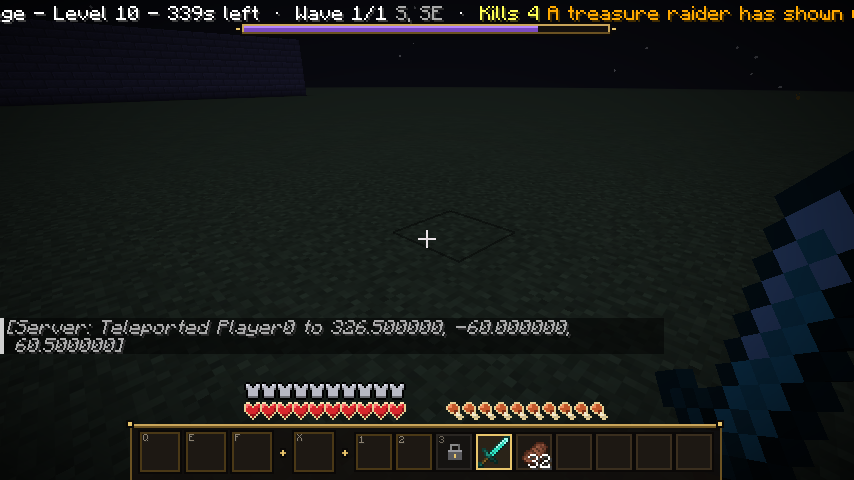 ge - Level 10 - 339s left · Wave 1/1 S, SE · Kills 4 A treasure raider has shown
[Server: Teleported Player0 to 326.500000, -60.000000,
60.500000]
Q E F X 1 2 3
32